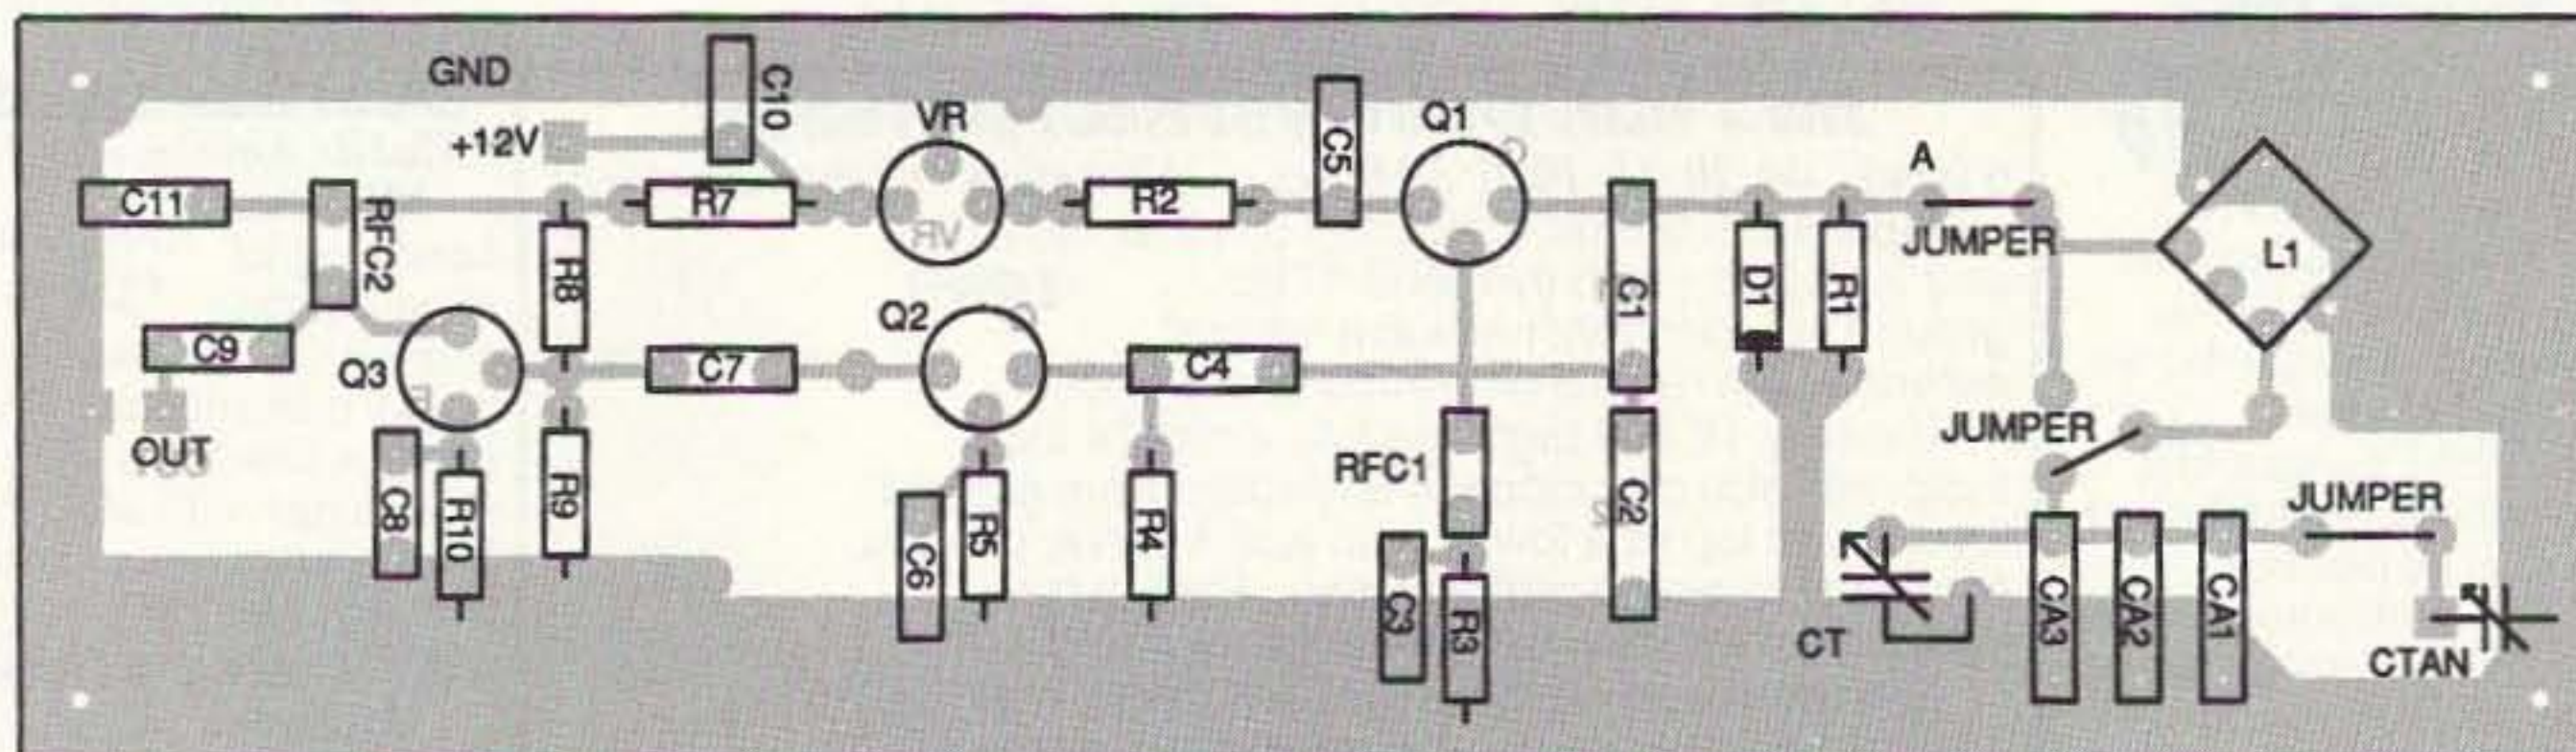 GND
C10
+12V
VR
C5
Q1
A
C11
RFC2
R7
R2
JUMPER
L1
R8
C1
D1
R1
C9
Q3
C7
Q2
C4
OUT
JUMPER
C8
R10
R9
C6
R5
R4
RFC1
C2
JUMPER
C3
R3
CT
CA3
CA2
CA1
CTAN